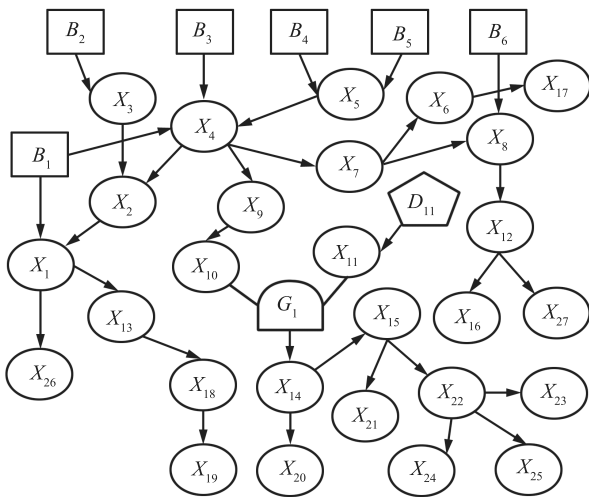 B₂ B₃ B₄ B₅ B₆
X₃ X₅ X₆ X₁₇
X₄ X₈
B₁ X₇
X₂ X₉ D₁₁
X₁₂
X₁ X₁₀ X₁₁
G₁ X₁₅ X₁₆ X₂₇
X₁₃
X₂₆ X₁₈ X₁₄ X₂₂ X₂₃
X₂₁
X₁₉ X₂₀ X₂₄ X₂₅